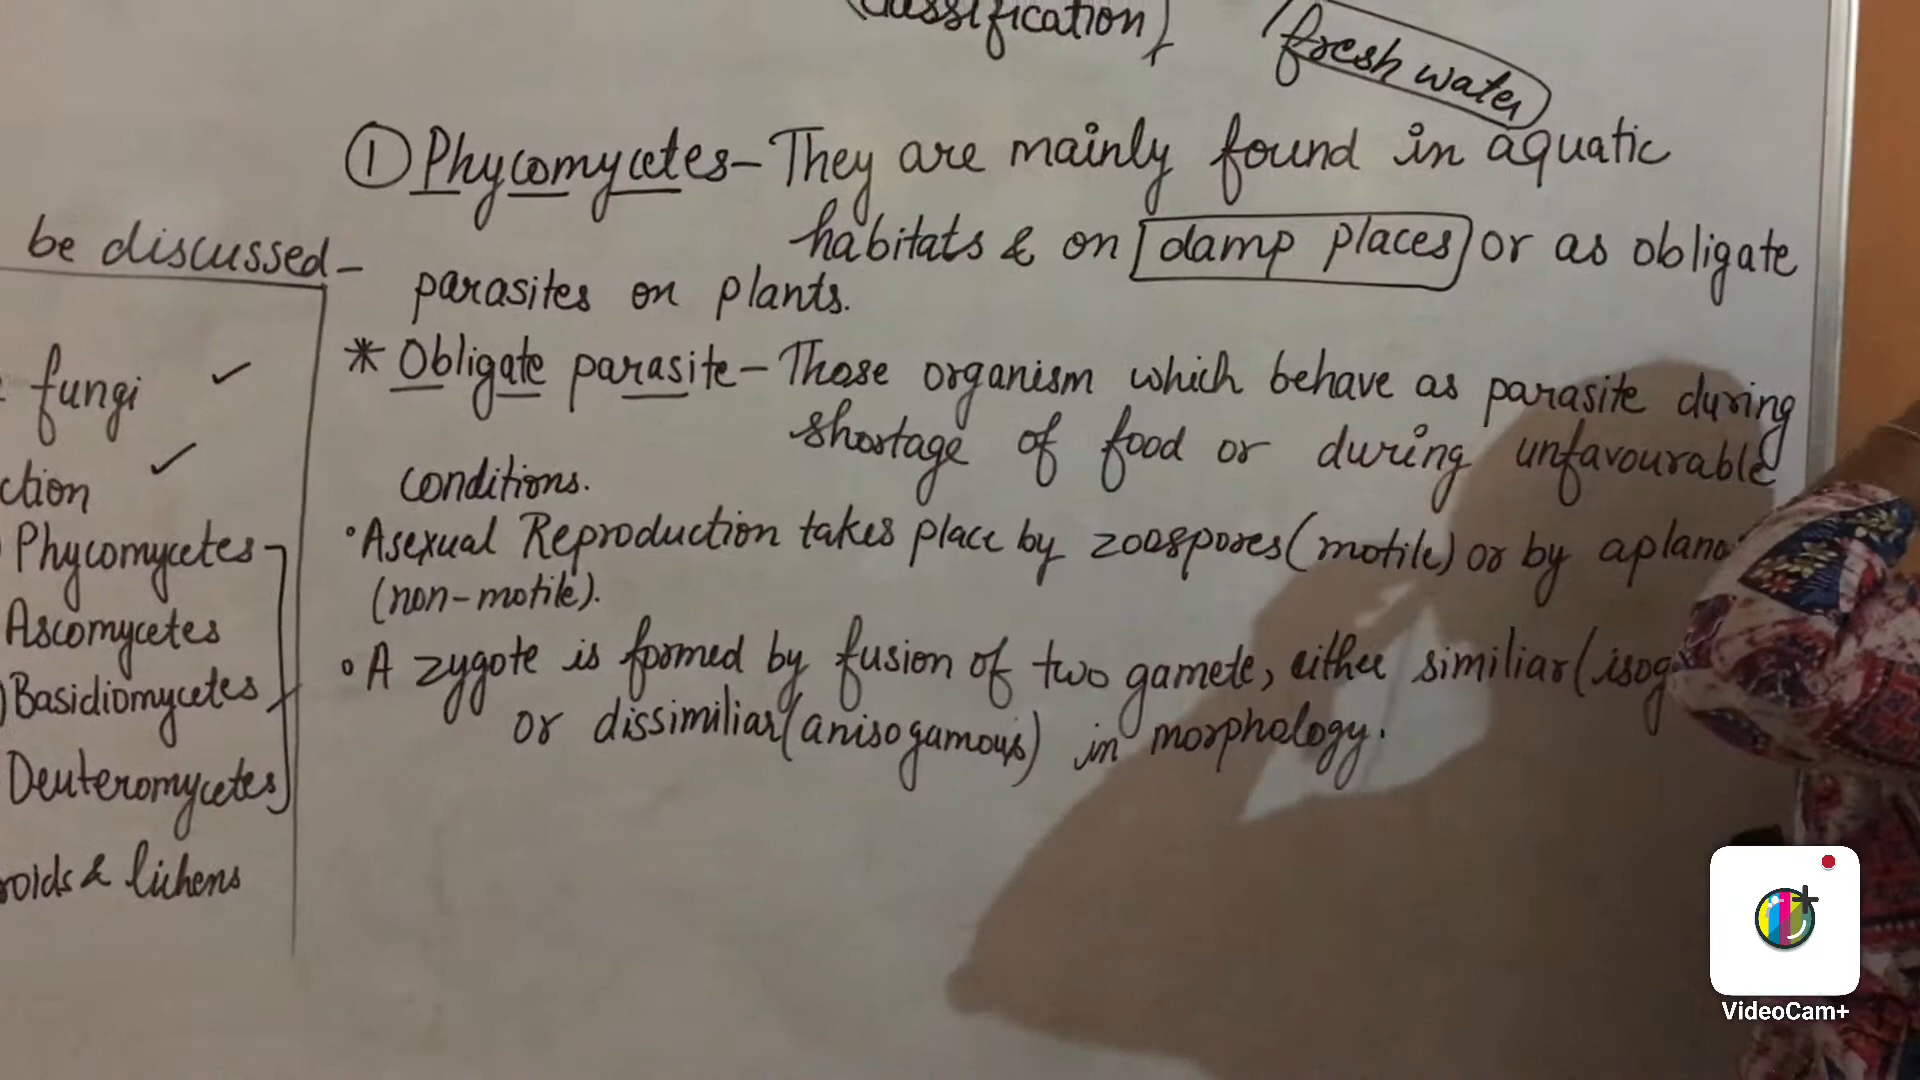 (Classification)
fresh water
① Phycomycetes- They are mainly found in aquatic
habitats & on damp places or as obligate
parasites on plants.
* Obligate parasite- Those organism which behave as parasite during
shortage of food or during unfavourable
conditions.
• Asexual Reproduction takes place by zoospores (motile) or by aplano
(non-motile).
• A zygote is formed by fusion of two gamete, either similiar (isog
or dissimiliar (anisogamous) in morphology.
be discussed-
fungi ✓
ction ✓
Phycomycetes
Ascomycetes
) Basidiomycetes
Deuteromycetes
roids & lichens
VideoCam+